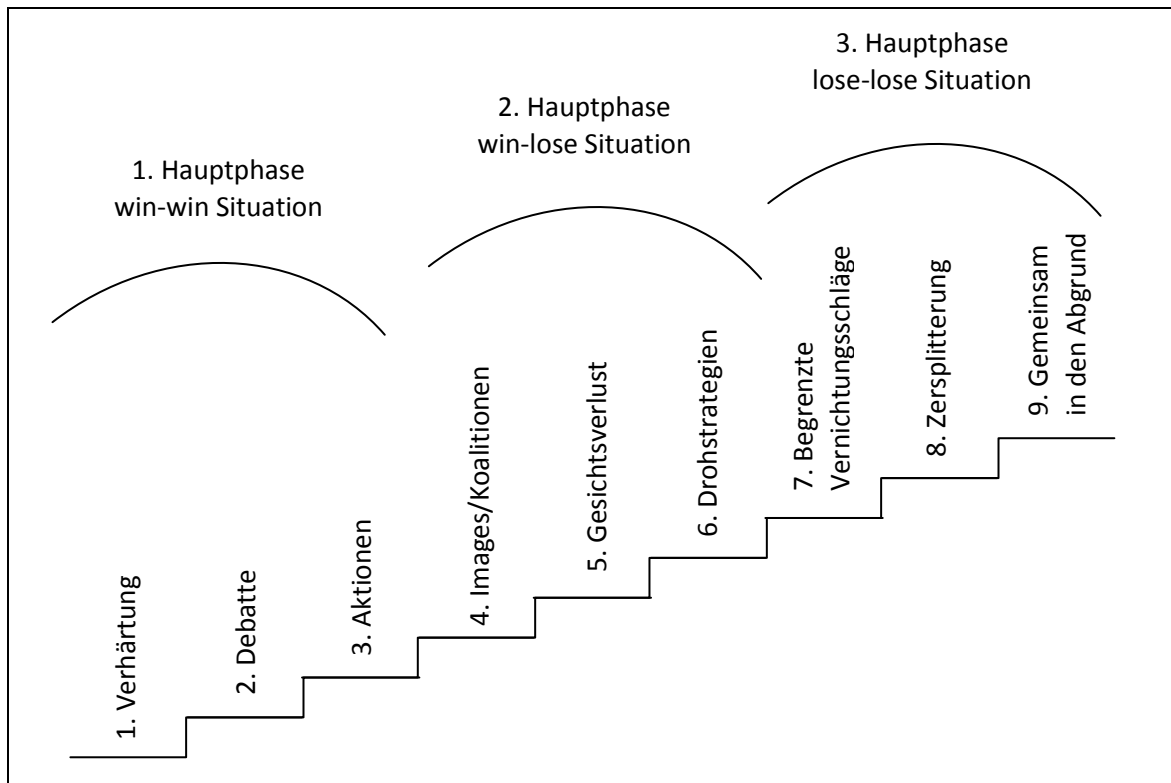 1. Hauptphase
win-win Situation
2. Hauptphase
win-lose Situation
3. Hauptphase
lose-lose Situation
1. Verhärtung
2. Debatte
3. Aktionen
4. Images/Koalitionen
5. Gesichtsverlust
6. Drohstrategien
7. Begrenzte
Vernichtungsschläge
8. Zersplitterung
9. Gemeinsam
in den Abgrund